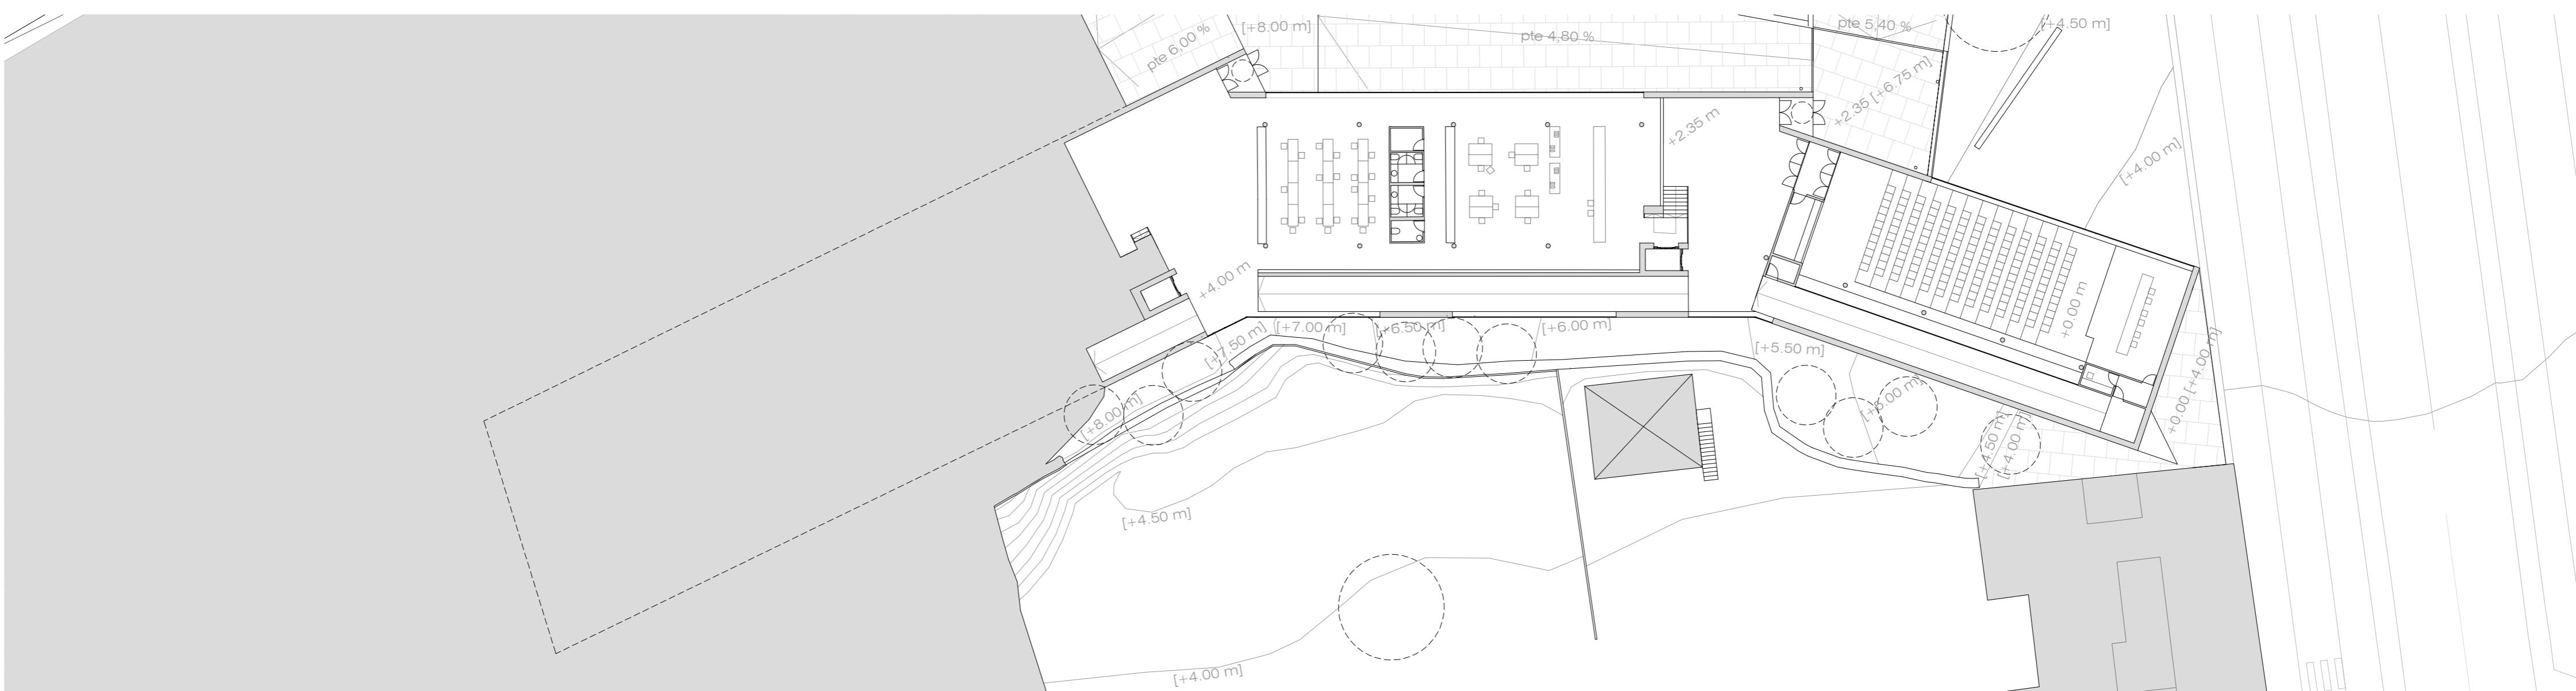 pte 6,00 %
[+8.00 m]
pte 4,80 %
pte 5,40 %
[+4.50 m]
+2.35 m
+2.35 [+6.75 m]
[+4.00 m]
+4.00 m
+0.00 m
[+7.50 m]
[+7.00 m]
[+6.50 m]
[+6.00 m]
[+5.50 m]
+0.00 [+4.00 m]
[+8.00 m]
[+5.00 m]
[+4.50 m]
[+4.00 m]
[+4.50 m]
[+4.00 m]